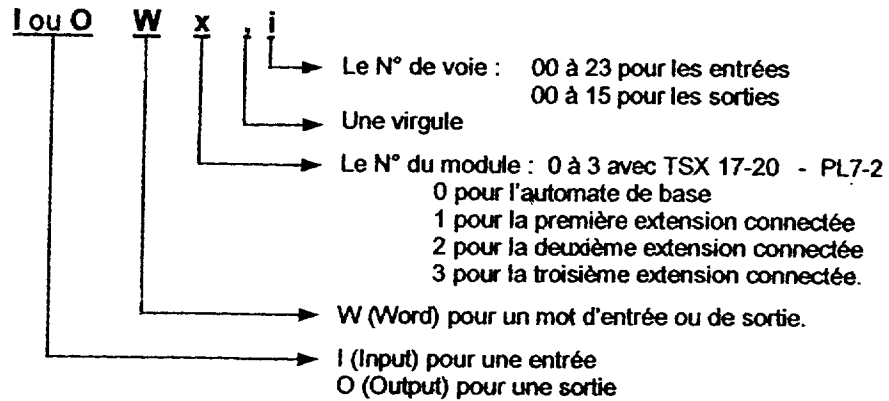 I ou O W x , i
Le N° de voie : 00 à 23 pour les entrées
00 à 15 pour les sorties
Une virgule
Le N° du module : 0 à 3 avec TSX 17-20 - PL7-2
0 pour l'automate de base
1 pour la première extension connectée
2 pour la deuxième extension connectée
3 pour la troisième extension connectée.
W (Word) pour un mot d'entrée ou de sortie.
I (Input) pour une entrée
O (Output) pour une sortie